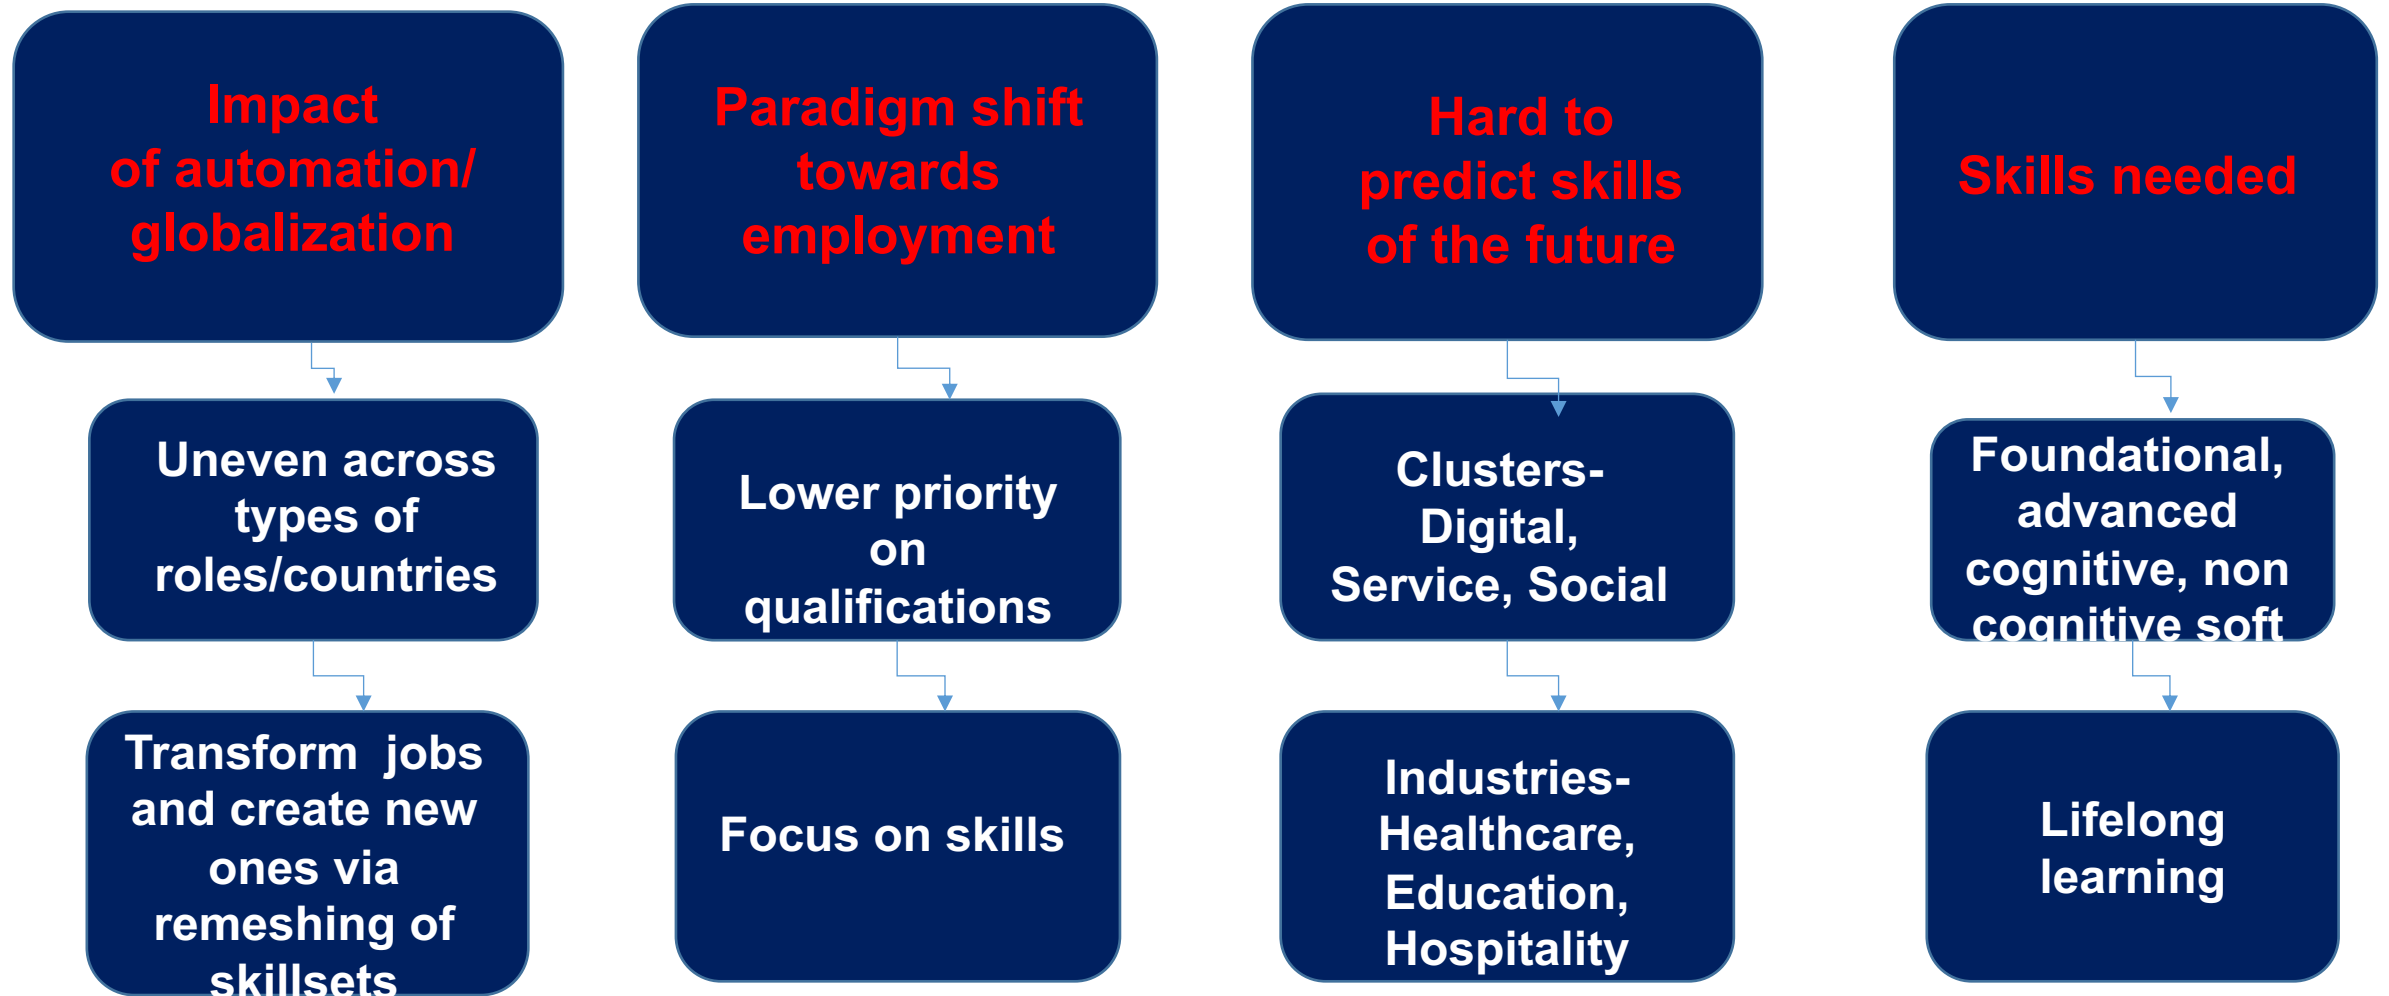 Impact
of automation/
globalization
Uneven across
types of
roles/countries
Transform  jobs
and create new
ones via
remeshing of
skillsets
Paradigm shift
towards
employment
Lower priority
on
qualifications
Focus on skills
Hard to
predict skills
of the future
Clusters-
Digital,
Service, Social
Industries-
Healthcare,
Education,
Hospitality
Skills needed
Foundational,
advanced
cognitive, non
cognitive soft
Lifelong
learning